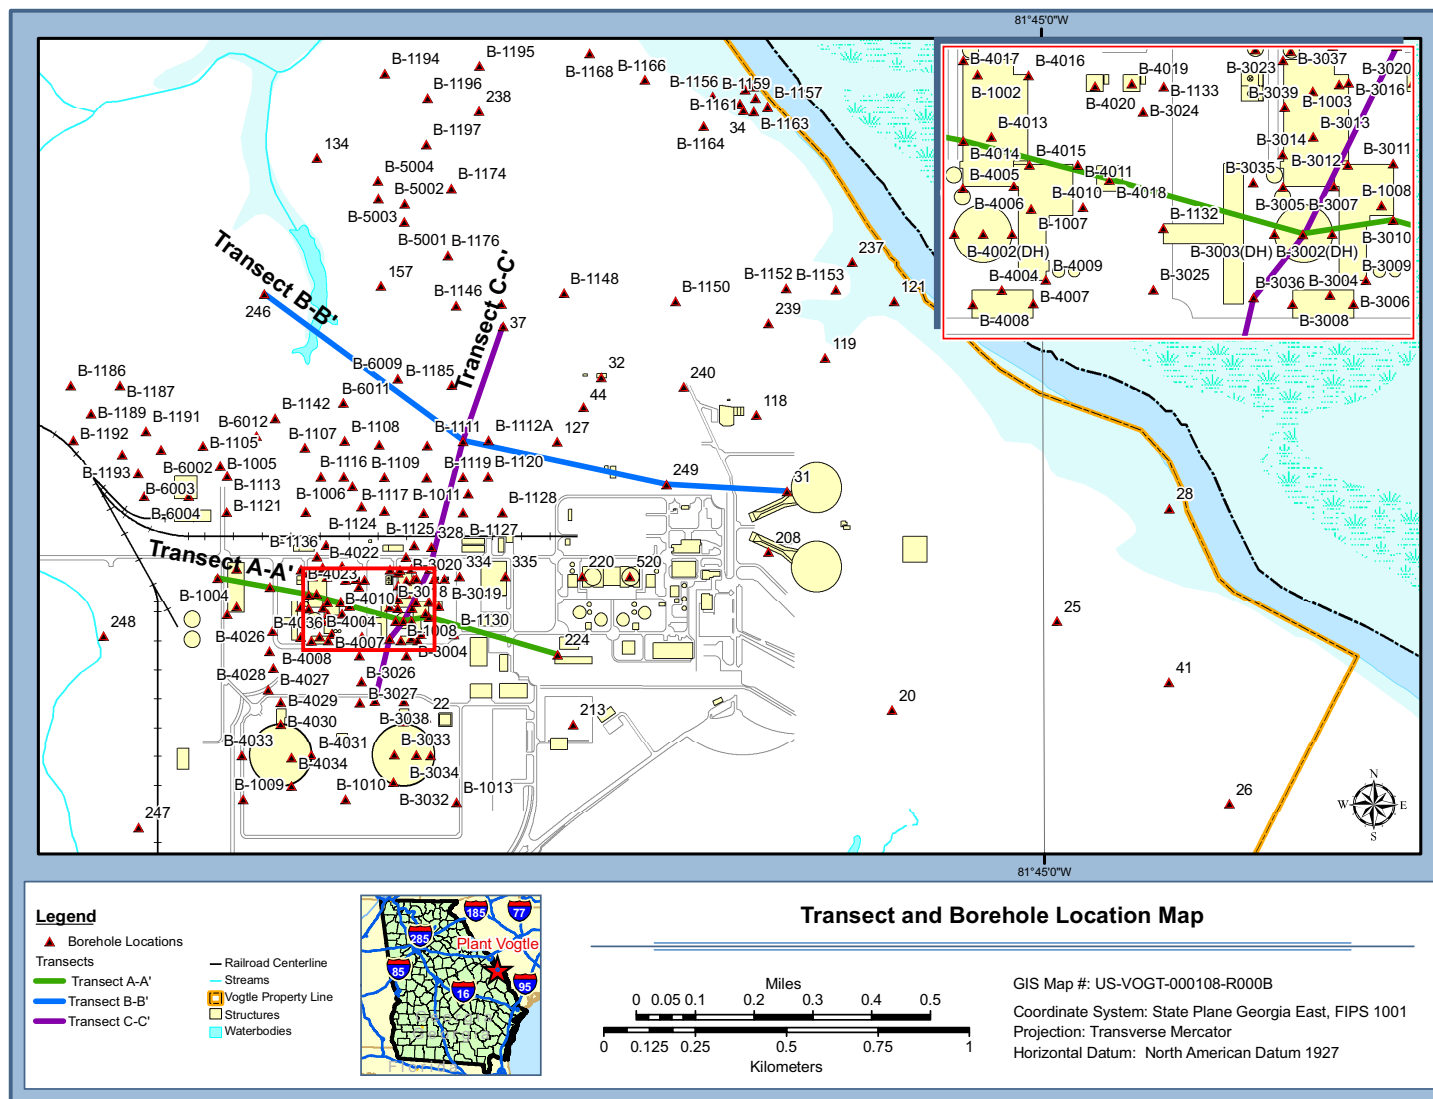 81°45'0"W
B-1194
B-1195
B-1168
B-1166
B-1196
238
B-1156
B-1159
B-1157
B-1161
34
B-1163
B-1164
B-1197
134
B-5004
B-5002
B-1174
B-5003
B-5001
B-1176
157
B-1146
B-1148
B-1150
B-1152
B-1153
237
121
239
119
Transect B-B'
Transect C-C'
246
37
B-4017
B-4016
B-1002
B-4019
B-4020
B-1133
B-3024
B-3023
B-3037
B-3020
B-3039
B-1003
B-3016
B-4013
B-3013
B-4014
B-4015
B-3014
B-3012
B-3011
B-4005
B-4011
B-4018
B-3035
B-4006
B-4010
B-1007
B-1132
B-3005
B-3007
B-1008
B-4002(DH)
B-3003(DH)
B-3002(DH)
B-3010
B-4004
B-4009
B-3025
B-3036
B-3004
B-3009
B-4008
B-4007
B-3008
B-3006
B-1186
B-1187
B-6009
B-1185
32
240
B-1189
B-1191
B-6012
B-1142
B-6011
44
118
B-1192
B-1105
B-1107
B-1108
B-1111
B-1112A
127
B-1193
B-6002
B-1005
B-1116
B-1109
B-1119
B-1120
249
31
B-6003
B-1113
B-1006
B-1117
B-1011
B-6004
B-1121
B-1124
B-1125
328
B-1127
B-1128
28
Transect A-A'
B-1136
B-4022
208
B-4023
B-3020
334
335
220
520
B-1004
B-4010
B-3018
B-3019
25
248
B-4036
B-4004
B-1130
B-4026
B-4007
B-1008
224
B-4008
B-3004
41
B-4028
B-4027
B-3026
B-4029
B-3027
22
213
20
B-4030
B-3038
B-4033
B-4031
B-3033
B-4034
B-3034
B-1009
B-1010
B-3032
B-1013
26
247
N
W
E
S
81°45'0"W
Legend
Borehole Locations
Transects
Transect A-A'
Transect B-B'
Transect C-C'
Railroad Centerline
Streams
Vogtle Property Line
Structures
Waterbodies
185
77
285
Plant Vogtle
85
16
95
Transect and Borehole Location Map
Miles
0 0.05 0.1 0.2 0.3 0.4 0.5
0 0.125 0.25 0.5 0.75 1
Kilometers
GIS Map #: US-VOGT-000108-R000B
Coordinate System: State Plane Georgia East, FIPS 1001
Projection: Transverse Mercator
Horizontal Datum: North American Datum 1927